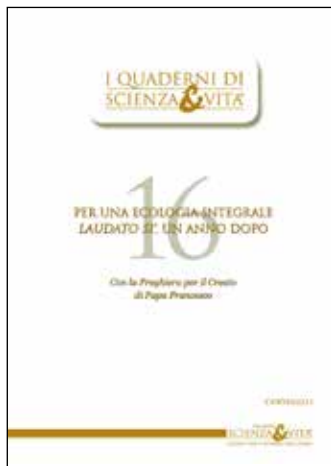 I QUADERNI DI
SCIENZA&VITA
16
PER UNA ECOLOGIA INTEGRALE
LAUDATO SI', UN ANNO DOPO
Con la Preghiera per il Creato
di Papa Francesco
CANTAGALLI
SCIENZA&VITA